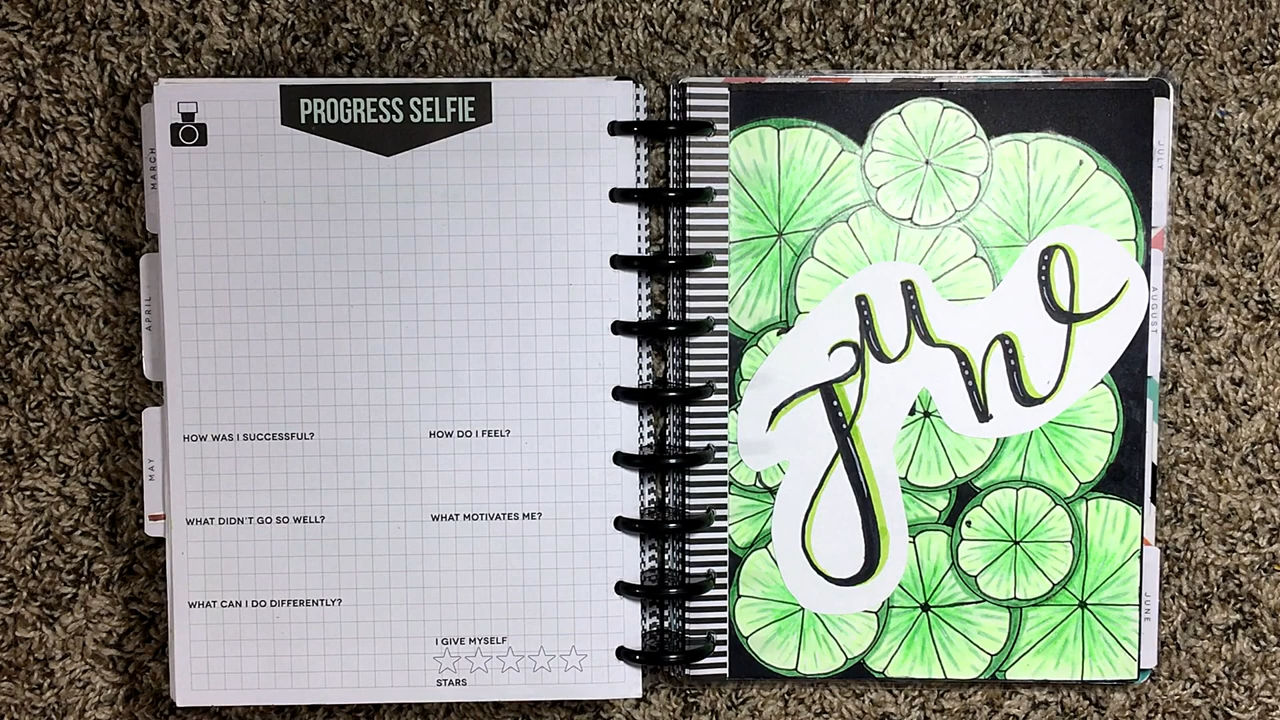 PROGRESS SELFIE
MARCH
APRIL
MAY
HOW WAS I SUCCESSFUL?
HOW DO I FEEL?
WHAT DIDN'T GO SO WELL?
WHAT MOTIVATES ME?
WHAT CAN I DO DIFFERENTLY?
I GIVE MYSELF
STARS
June
JULY
AUGUST
JUNE